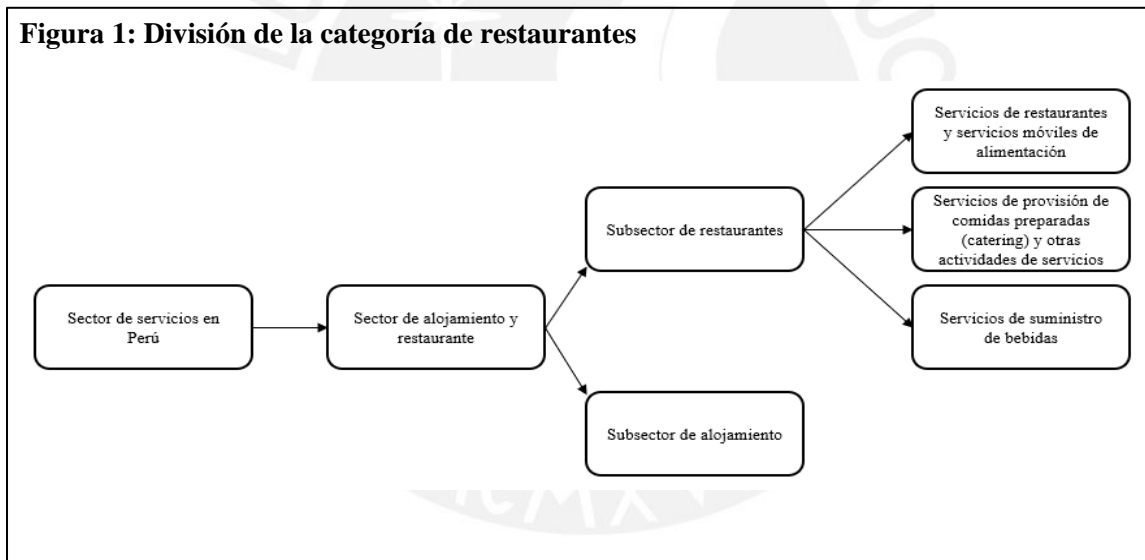 Figura 1: División de la categoría de restaurantes
Servicios de restaurantes
y servicios móviles de
alimentación
Subsector de restaurantes
Servicios de provisión de
comidas preparadas
(catering) y otras
actividades de servicios
Sector de servicios en
Perú
Sector de alojamiento y
restaurante
Servicios de suministro
de bebidas
Subsector de alojamiento